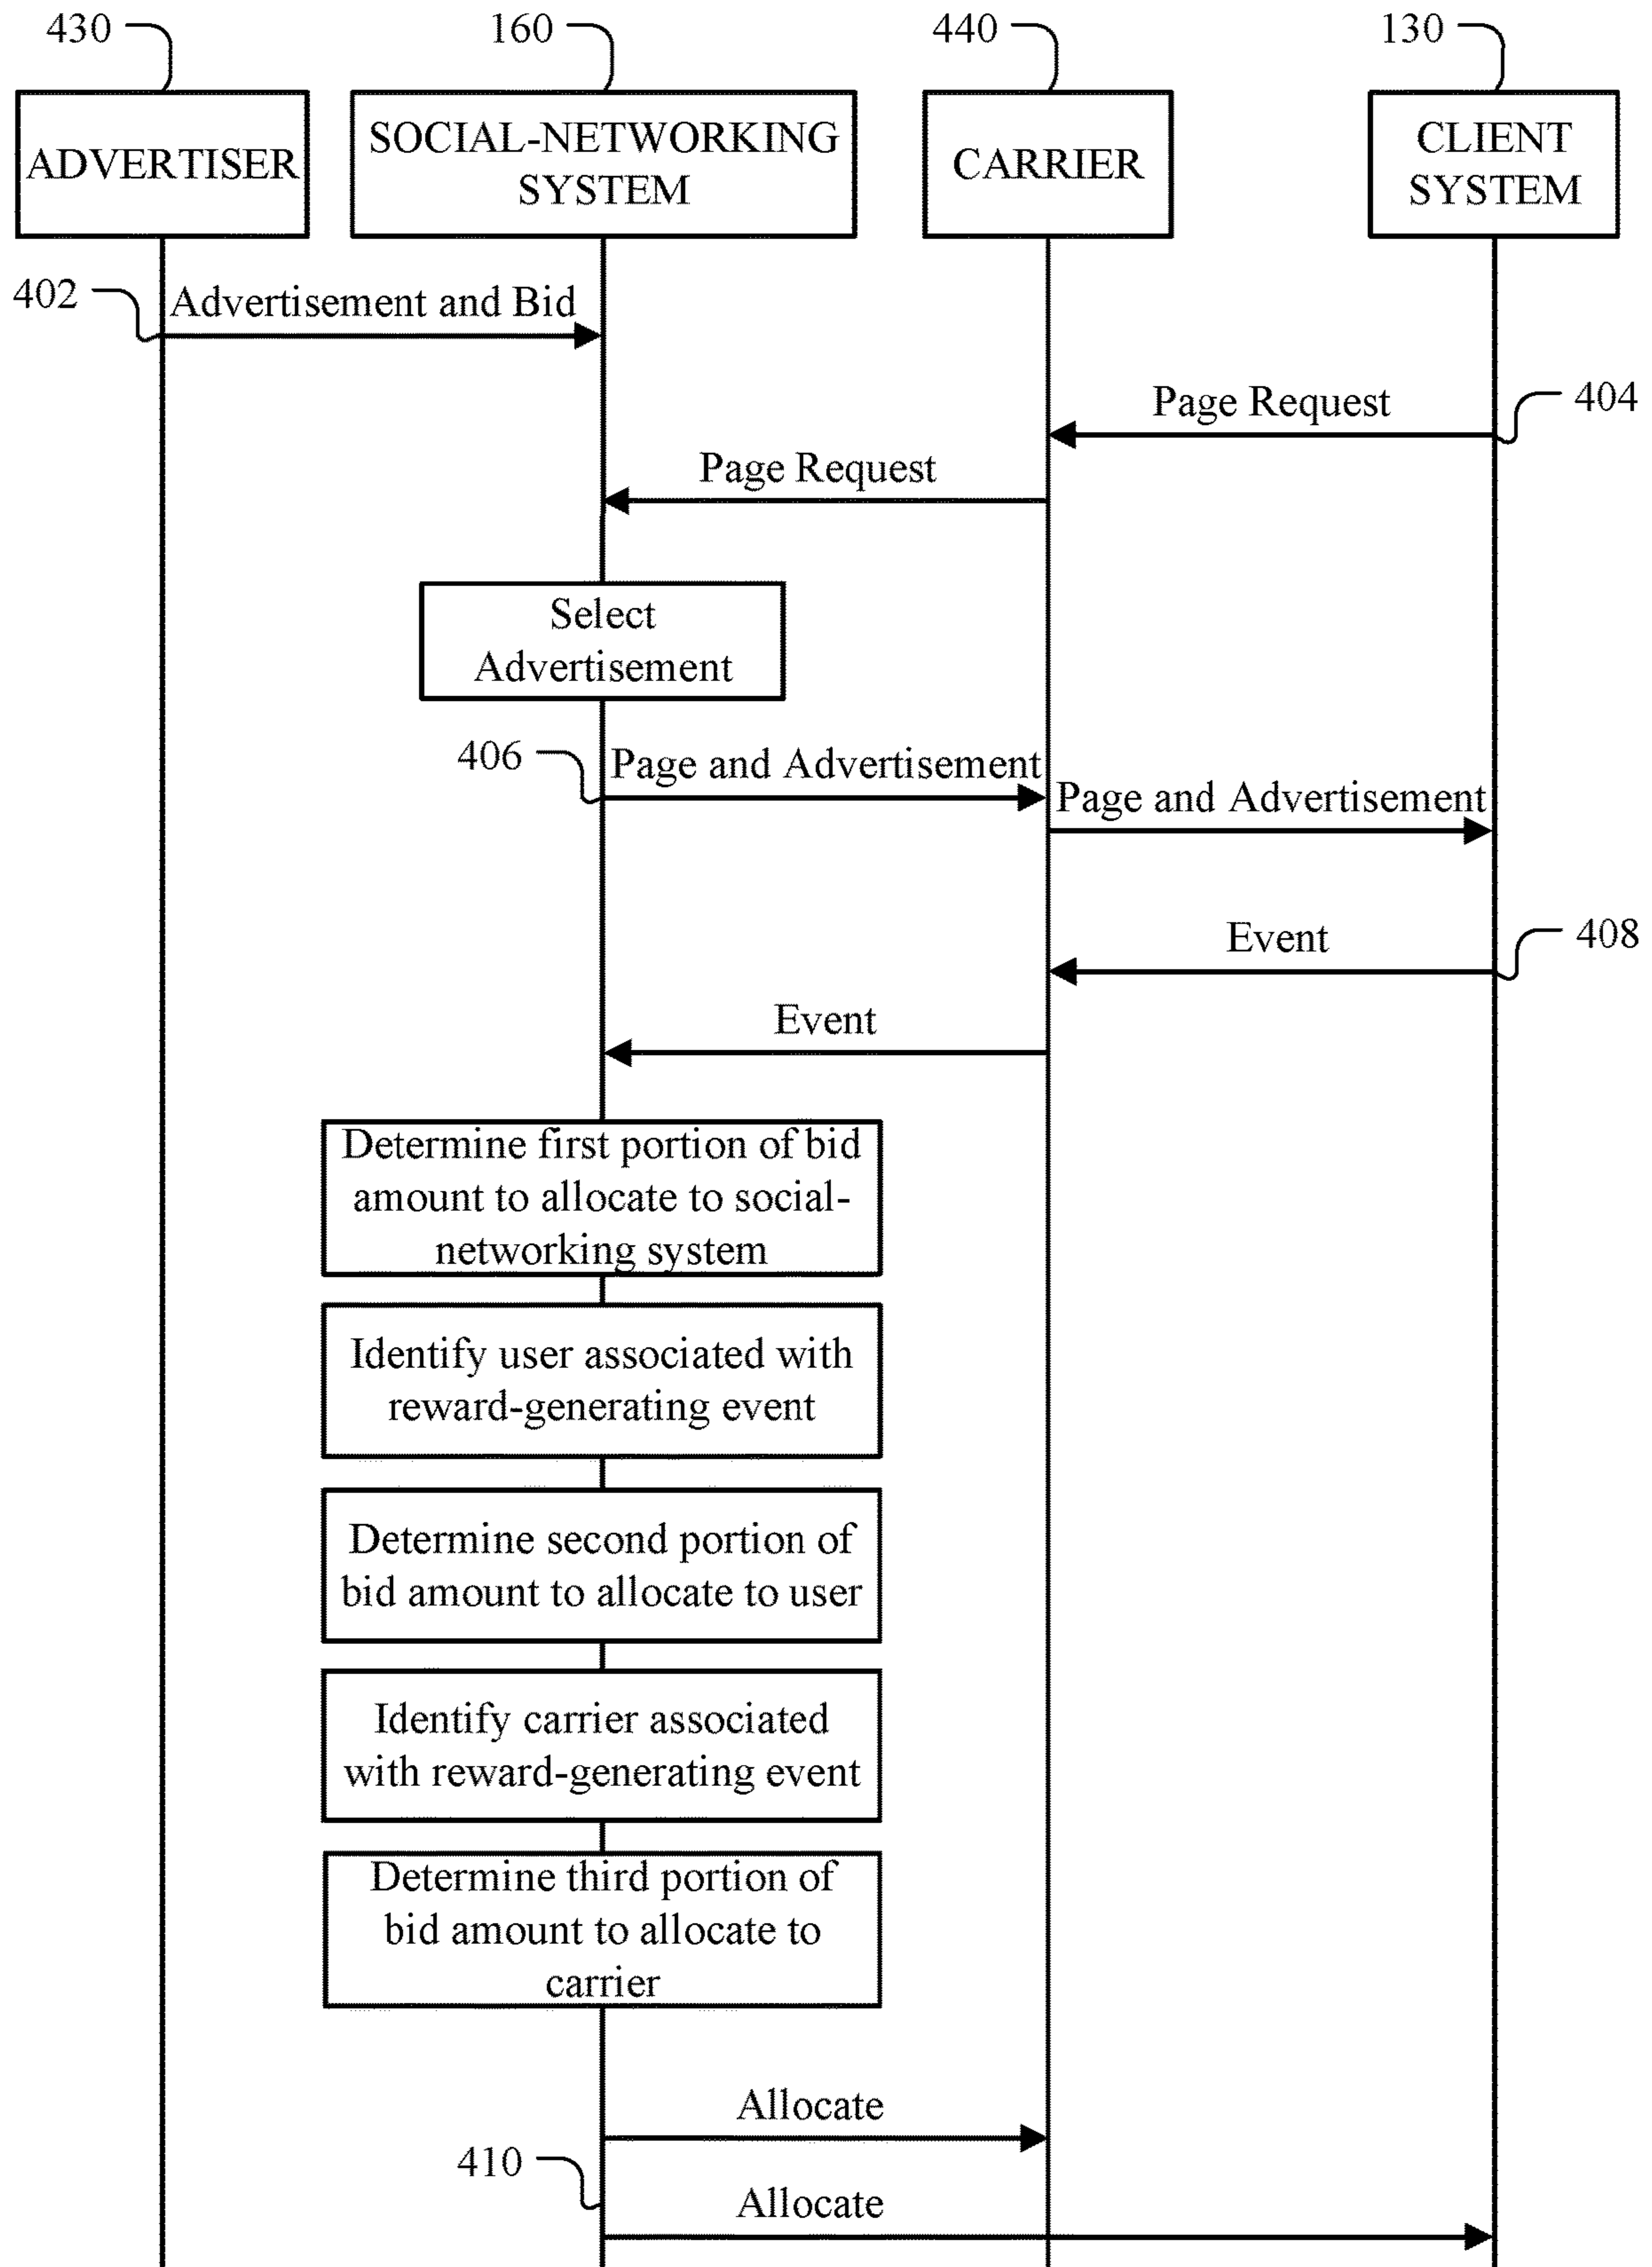 430
160
440
130
ADVERTISER
SOCIAL-NETWORKING
SYSTEM
CARRIER
CLIENT
SYSTEM
402
Advertisement and Bid
Page Request
404
Page Request
Select
Advertisement
406
Page and Advertisement
Page and Advertisement
Event
408
Event
Determine first portion of bid
amount to allocate to social-
networking system
Identify user associated with
reward-generating event
Determine second portion of
bid amount to allocate to user
Identify carrier associated
with reward-generating event
Determine third portion of
bid amount to allocate to
carrier
Allocate
410
Allocate